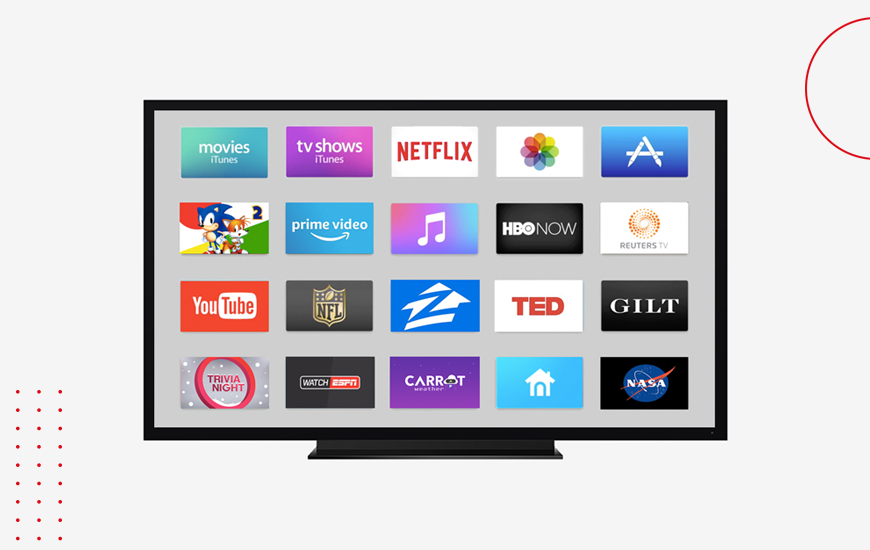 movies
iTunes
tv shows
iTunes
NETFLIX
2
prime video
HBO NOW
REUTERS TV
YouTube
NFL
TED
GILT
TRIVIA
NIGHT
WATCH ESPN
CARROT
weather
NASA